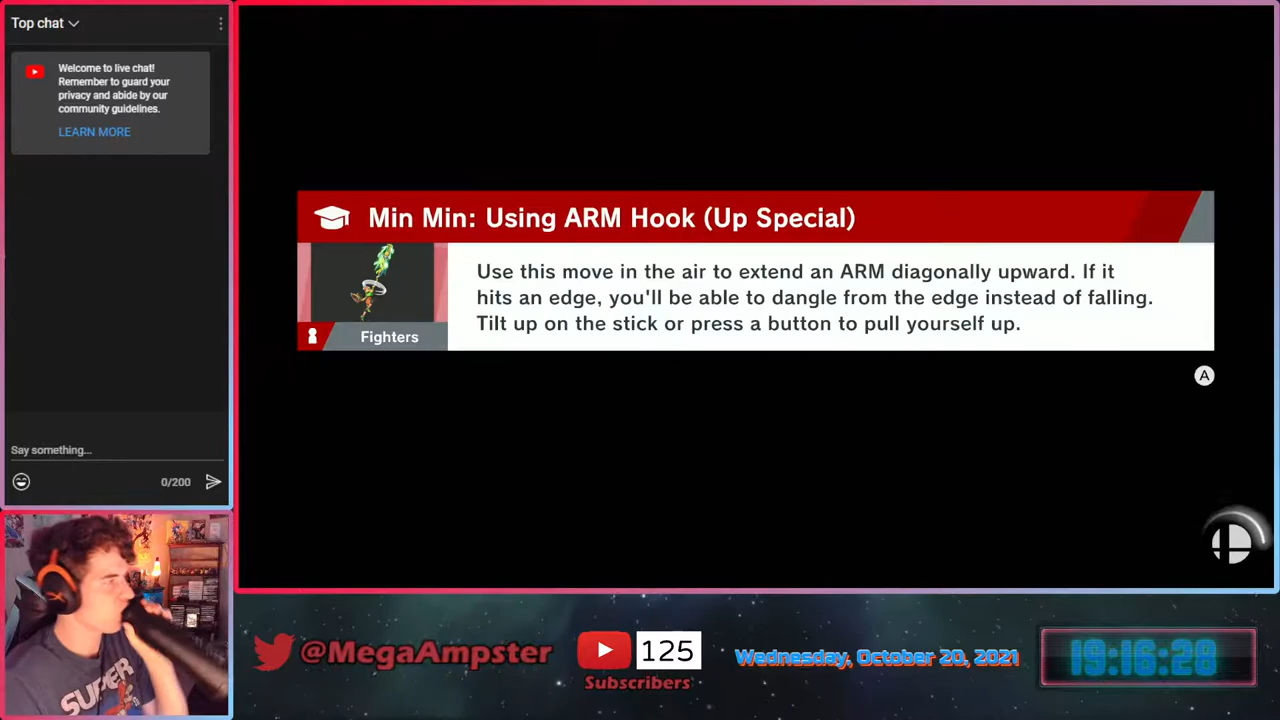 Top chat
Welcome to live chat!
Remember to guard your
privacy and abide by our
community guidelines.
LEARN MORE
Say something...
0/200
Min Min: Using ARM Hook (Up Special)
Use this move in the air to extend an ARM diagonally upward. If it
hits an edge, you'll be able to dangle from the edge instead of falling.
Tilt up on the stick or press a button to pull yourself up.
Fighters
A
SUPER
@MegaAmpster
125
Subscribers
Wednesday, October 20, 2021
19:16:28